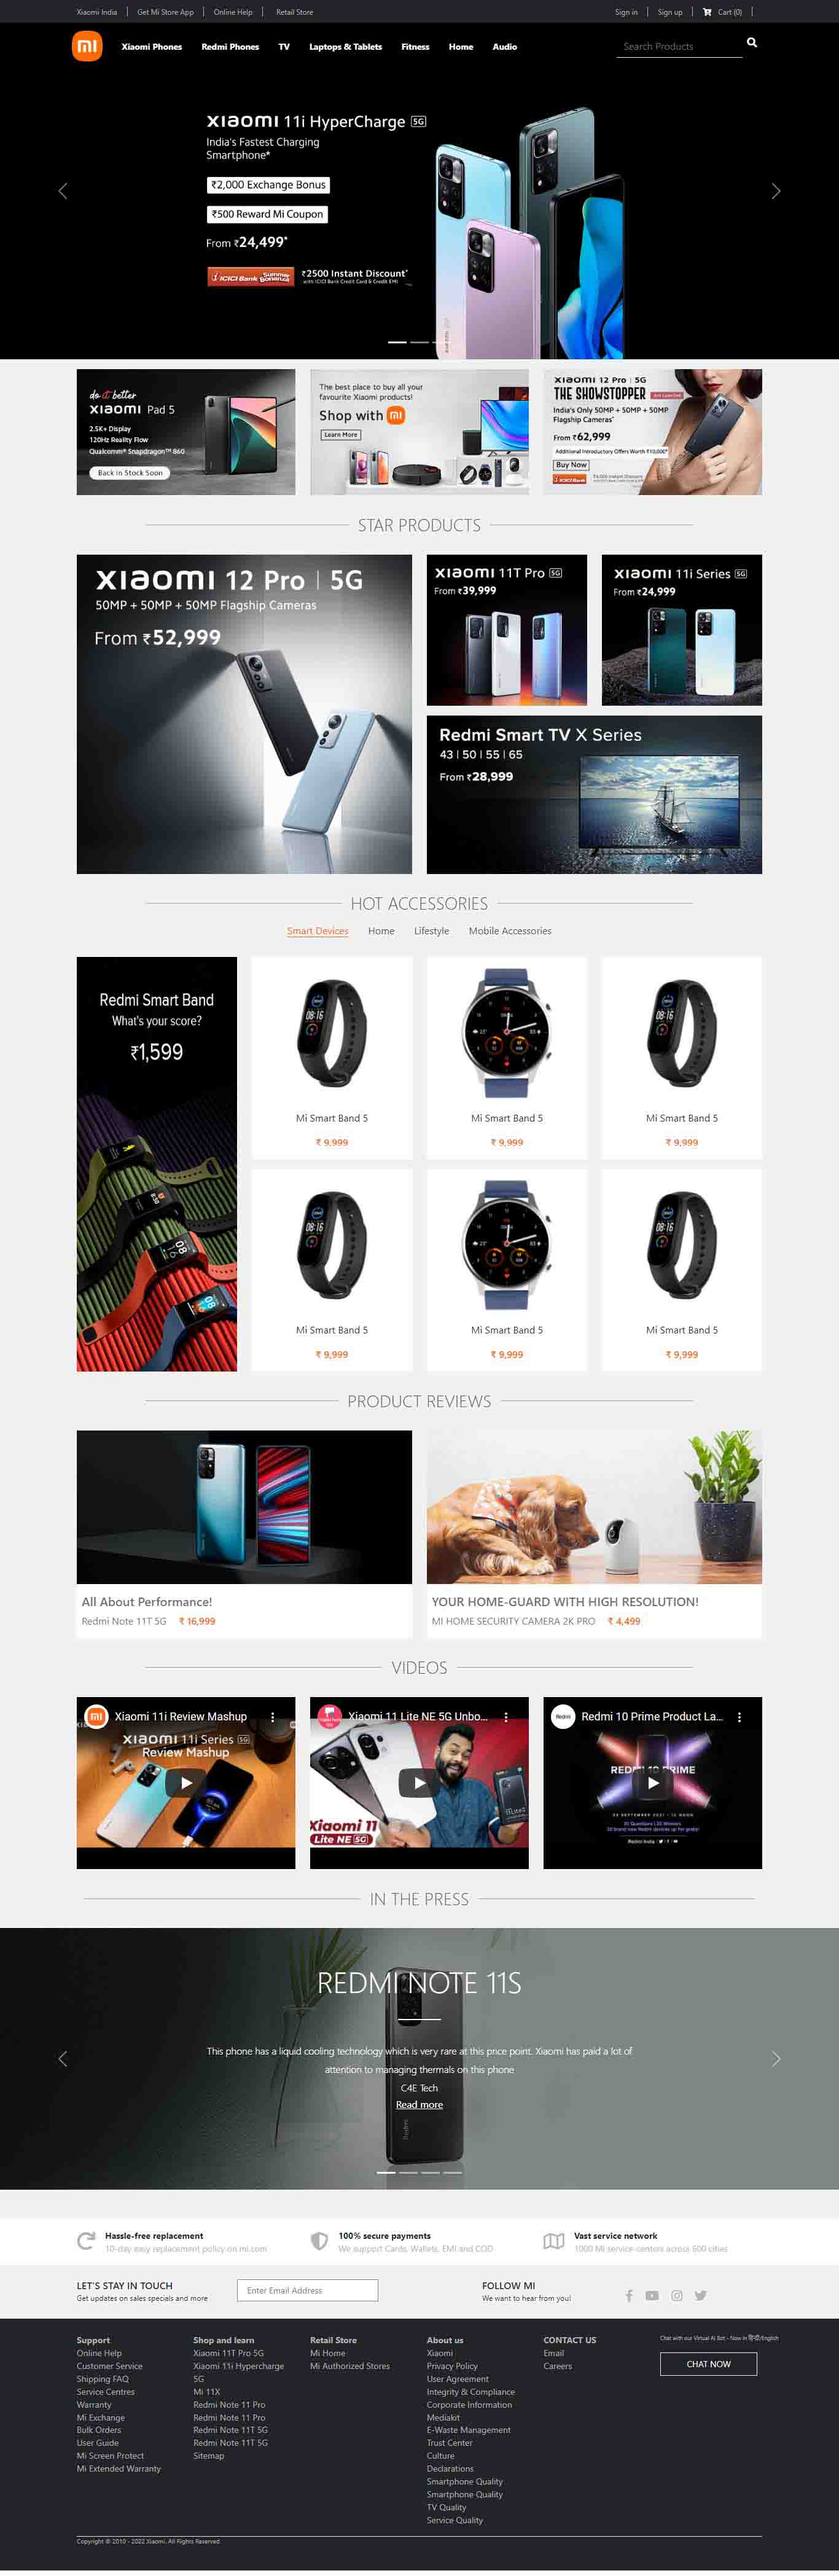 Xiaomi India
Get Mi Store App
Online Help
Retail Store
Sign in
Sign up
Cart (0)
mi
Xiaomi Phones
Redmi Phones
TV
Laptops & Tablets
Fitness
Home
Audio
Search Products
xiaomi 11i HyperCharge 5G
India's Fastest Charging
Smartphone*
₹2,000 Exchange Bonus
₹500 Reward Mi Coupon
From ₹24,499*
ICICI Bank Summer Bonanza
₹2500 Instant Discount*
with ICICI Bank Credit Card & Credit EMI
do it better
xiaomi Pad 5
2.5K+ Display
120Hz Reality Flow
Qualcomm® Snapdragon™ 860
Back in Stock Soon
The best place to buy all your
favourite Xiaomi products!
Shop with mi
Learn More
xiaomi 12 Pro | 5G
THE SHOWSTOPPER
India's Only 50MP + 50MP + 50MP
Flagship Cameras*
From ₹62,999
Additional Introductory Offers Worth ₹10,000*
Buy Now
ICICI Bank
STAR PRODUCTS
xiaomi 12 Pro | 5G
50MP + 50MP + 50MP Flagship Cameras
From ₹52,999
xiaomi 11T Pro 5G
From ₹39,999
xiaomi 11i Series 5G
From ₹24,999
Redmi Smart TV X Series
43 | 50 | 55 | 65
From ₹28,999
HOT ACCESSORIES
Smart Devices
Home
Lifestyle
Mobile Accessories
Redmi Smart Band
What's your score?
₹1,599
08:16
08:16
Mi Smart Band 5
Mi Smart Band 5
Mi Smart Band 5
₹ 9,999
₹ 9,999
₹ 9,999
08:16
08:16
Mi Smart Band 5
Mi Smart Band 5
Mi Smart Band 5
₹ 9,999
₹ 9,999
₹ 9,999
PRODUCT REVIEWS
All About Performance!
Redmi Note 11T 5G ₹ 16,999
YOUR HOME-GUARD WITH HIGH RESOLUTION!
MI HOME SECURITY CAMERA 2K PRO ₹ 4,499
VIDEOS
mi
Xiaomi 11i Review Mashup
xiaomi 11i Series 5G
Review Mashup
Xiaomi 11 Lite NE 5G Unbo...
Xiaomi 11
Lite NE 5G
Redmi
Redmi 10 Prime Product La...
REDMI 10 PRIME
IN THE PRESS
REDMI NOTE 11S
This phone has a liquid cooling technology which is very rare at this price point. Xiaomi has paid a lot of
attention to managing thermals on this phone
C4E Tech
Read more
Redmi
Hassle-free replacement
10-day easy replacement policy on mi.com
100% secure payments
We support Cards, Wallets, EMI and COD
Vast service network
1000 Mi service-centers across 600 cities
LET'S STAY IN TOUCH
Get updates on sales specials and more
Enter Email Address
FOLLOW MI
We want to hear from you!
Support
Online Help
Customer Service
Shipping FAQ
Service Centres
Warranty
Mi Exchange
Bulk Orders
User Guide
Mi Screen Protect
Mi Extended Warranty
Shop and learn
Xiaomi 11T Pro 5G
Xiaomi 11i Hypercharge
5G
Mi 11X
Redmi Note 11 Pro
Redmi Note 11 Pro
Redmi Note 11T 5G
Redmi Note 11T 5G
Sitemap
Retail Store
Mi Home
Mi Authorized Stores
About us
Xiaomi
Privacy Policy
User Agreement
Integrity & Compliance
Corporate Information
Mediakit
E-Waste Management
Trust Center
Culture
Declarations
Smartphone Quality
Smartphone Quality
TV Quality
Service Quality
CONTACT US
Email
Careers
Chat with our Virtual Ai Bot - Now in हिन्दी/English
CHAT NOW
Copyright © 2010 - 2022 Xiaomi. All Rights Reserved